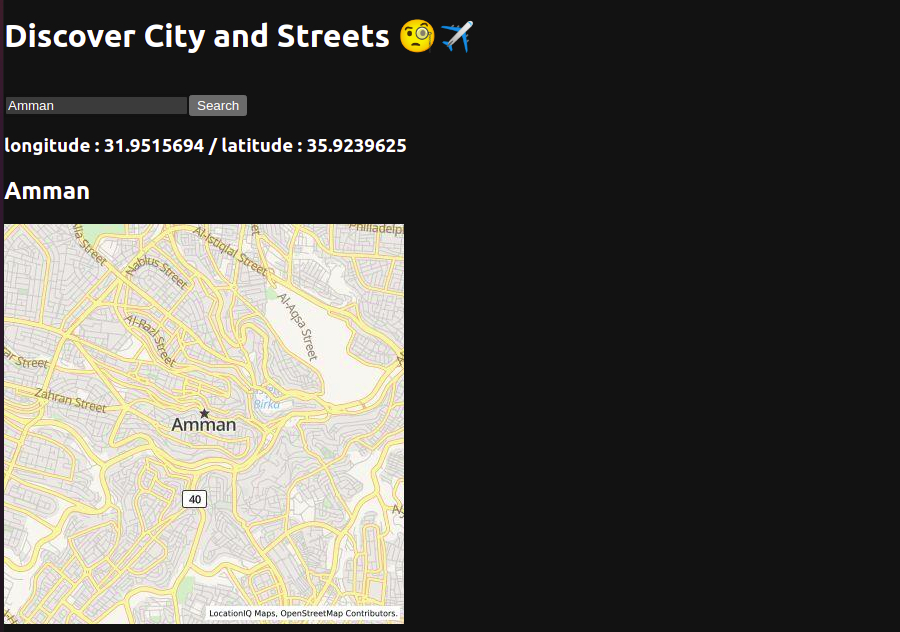 Discover City and Streets 🧐✈️
Amman
Search
longitude : 31.9515694 / latitude : 35.9239625
Amman
Philadelp
Al-Istiqlal Street
Nablus Street
Al-Aqsa Street
Al-Razi Street
ar Street
Zahran Street
Birku
Amman
40
LocationIQ Maps, OpenStreetMap Contributors.